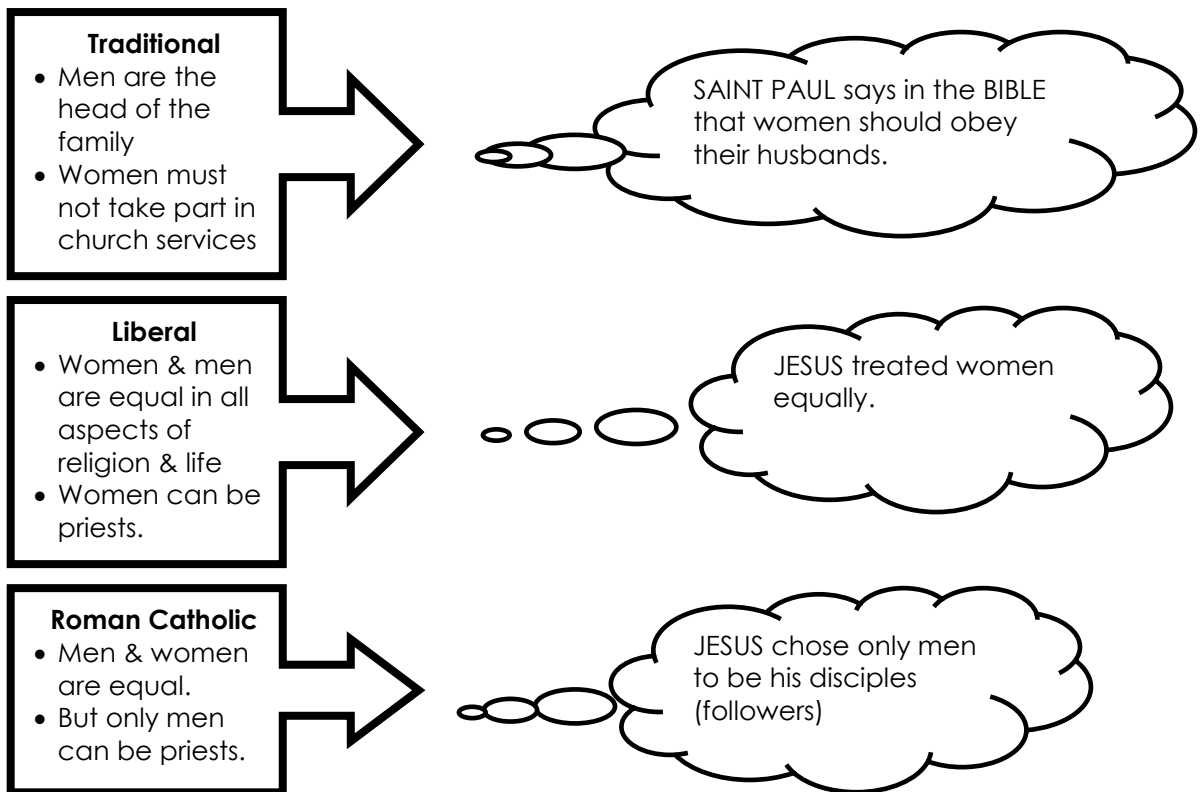 Traditional
• Men are the
head of the
family
• Women must
not take part in
church services
SAINT PAUL says in the BIBLE
that women should obey
their husbands.
Liberal
• Women & men
are equal in all
aspects of
religion & life
• Women can be
priests.
JESUS treated women
equally.
Roman Catholic
• Men & women
are equal.
• But only men
can be priests.
JESUS chose only men
to be his disciples
(followers)